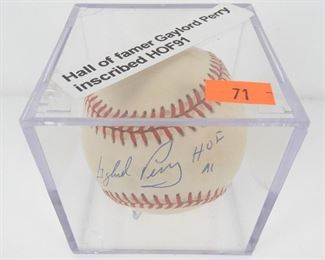 Hall of famer Gaylord Perry
inscribed HOF91
71
Gaylord Perry HOF
91